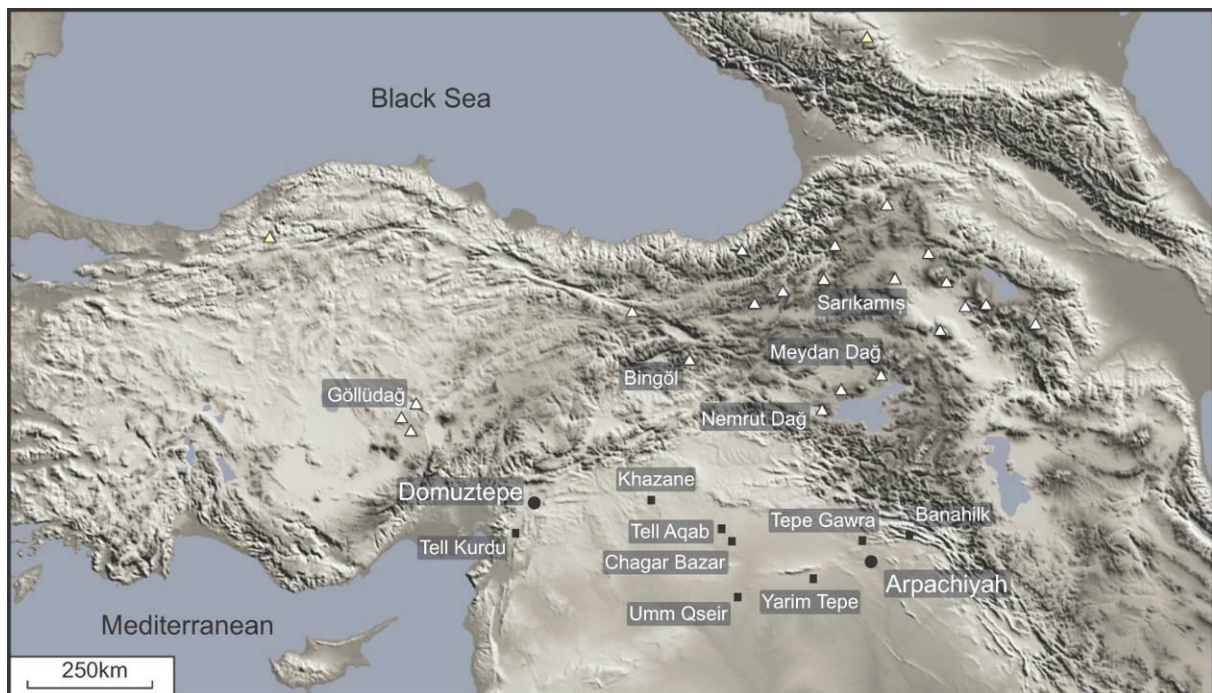 Black Sea
Sarıkamış
Meydan Dağ
Bingöl
Göllüdağ
Nemrut Dağ
Khazane
Domuztepe
Tell Aqab
Tepe Gawra
Banahilk
Tell Kurdu
Chagar Bazar
Arpachiyah
Yarim Tepe
Umm Qseir
Mediterranean
250km